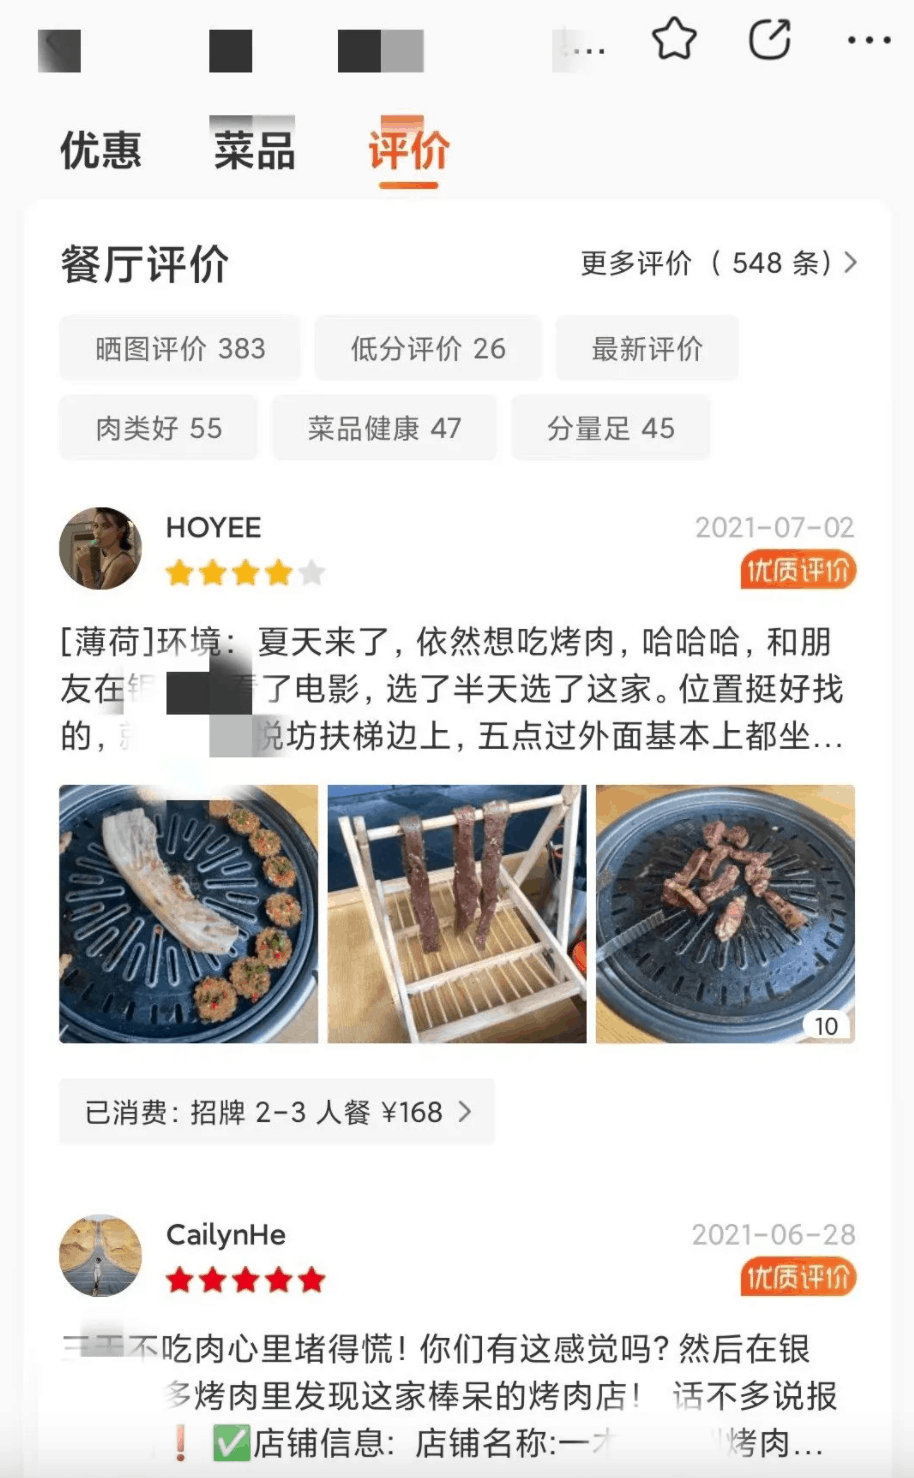 优惠 菜品 评价
餐厅评价 更多评价 ( 548 条) >
晒图评价 383 低分评价 26 最新评价
肉类好 55 菜品健康 47 分量足 45
HOYEE 2021-07-02
优质评价
[薄荷]环境：夏天来了，依然想吃烤肉，哈哈哈，和朋
友在 看了电影，选了半天选了这家。位置挺好找
的， 悦坊扶梯边上，五点过外面基本上都坐...
10
已消费：招牌 2-3 人餐 ¥168 >
CailynHe 2021-06-28
优质评价
三天不吃肉心里堵得慌！你们有这感觉吗？然后在银
多烤肉里发现这家棒呆的烤肉店！ 话不多说报
❗ ✅店铺信息：店铺名称:一 烤肉...